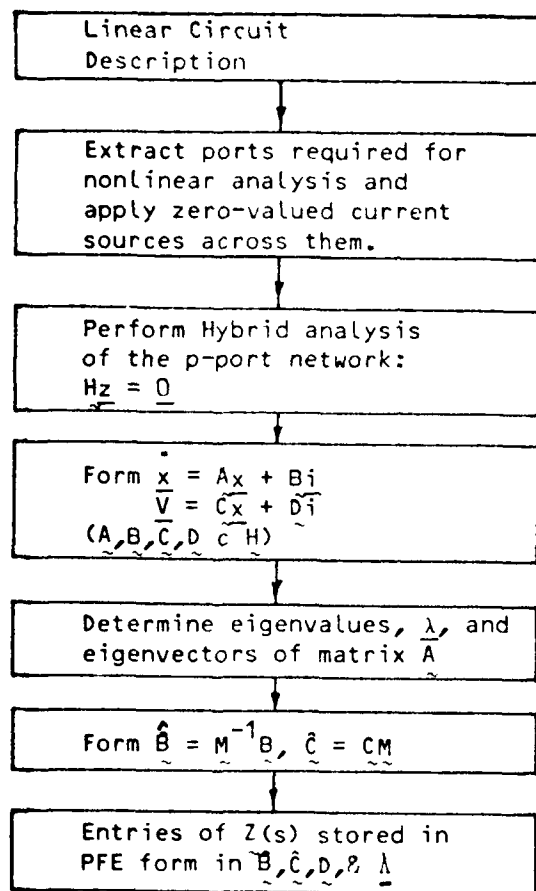 Linear Circuit
Description
Extract ports required for
nonlinear analysis and
apply zero-valued current
sources across them.
Perform Hybrid analysis
of the p-port network:
Hz = 0
Form ẋ = Ax + Bi
V = Cx + Di
(A,B,C,D c H)
Determine eigenvalues, λ, and
eigenvectors of matrix A
Form B̂ = M⁻¹B, Ĉ = CM
Entries of Z(s) stored in
PFE form in B̂,Ĉ,D,& λ